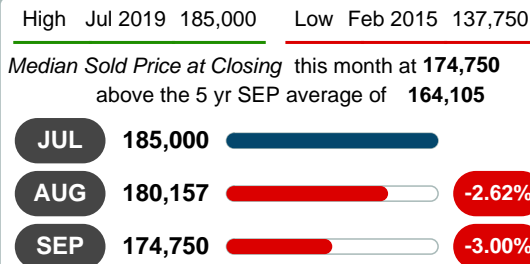 High Jul 2019 185,000 Low Feb 2015 137,750
Median Sold Price at Closing this month at 174,750
above the 5 yr SEP average of 164,105
JUL 185,000
AUG 180,157 -2.62%
SEP 174,750 -3.00%